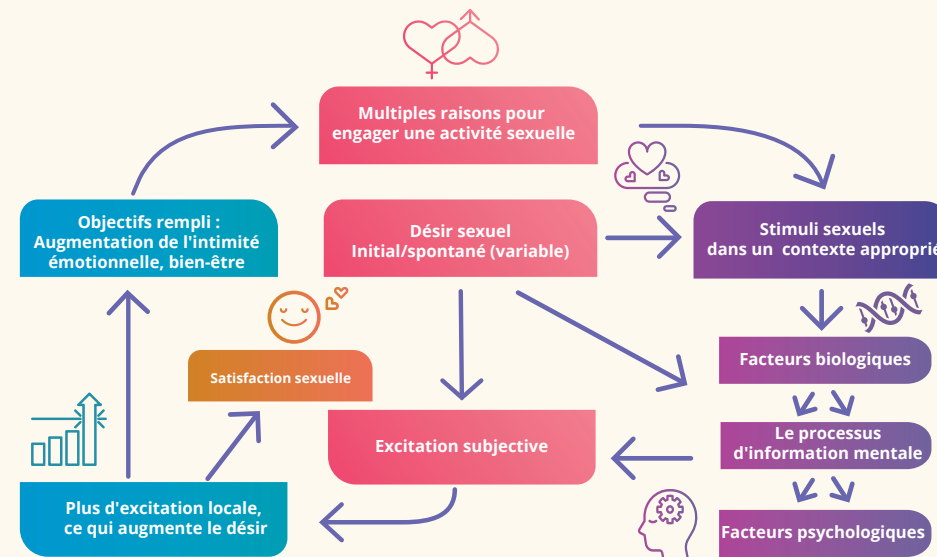 Multiples raisons pour
engager une activité sexuelle
Objectifs rempli :
Augmentation de l'intimité
émotionnelle, bien-être
Désir sexuel
Initial/spontané (variable)
Stimuli sexuels
dans un contexte approprié
Satisfaction sexuelle
Facteurs biologiques
Excitation subjective
Le processus
d'information mentale
Plus d'excitation locale,
ce qui augmente le désir
Facteurs psychologiques